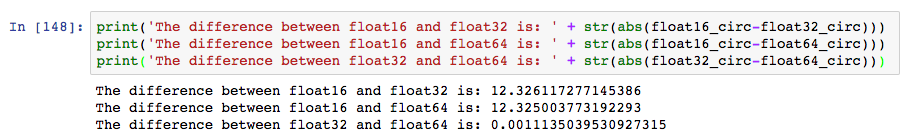 In [148]: print('The difference between float16 and float32 is: ' + str(abs(float16_circ-float32_circ)))
print('The difference between float16 and float64 is: ' + str(abs(float16_circ-float64_circ)))
print('The difference between float32 and float64 is: ' + str(abs(float32_circ-float64_circ)))
The difference between float16 and float32 is: 12.326117277145386
The difference between float16 and float64 is: 12.325003773192293
The difference between float32 and float64 is: 0.0011135039530927315